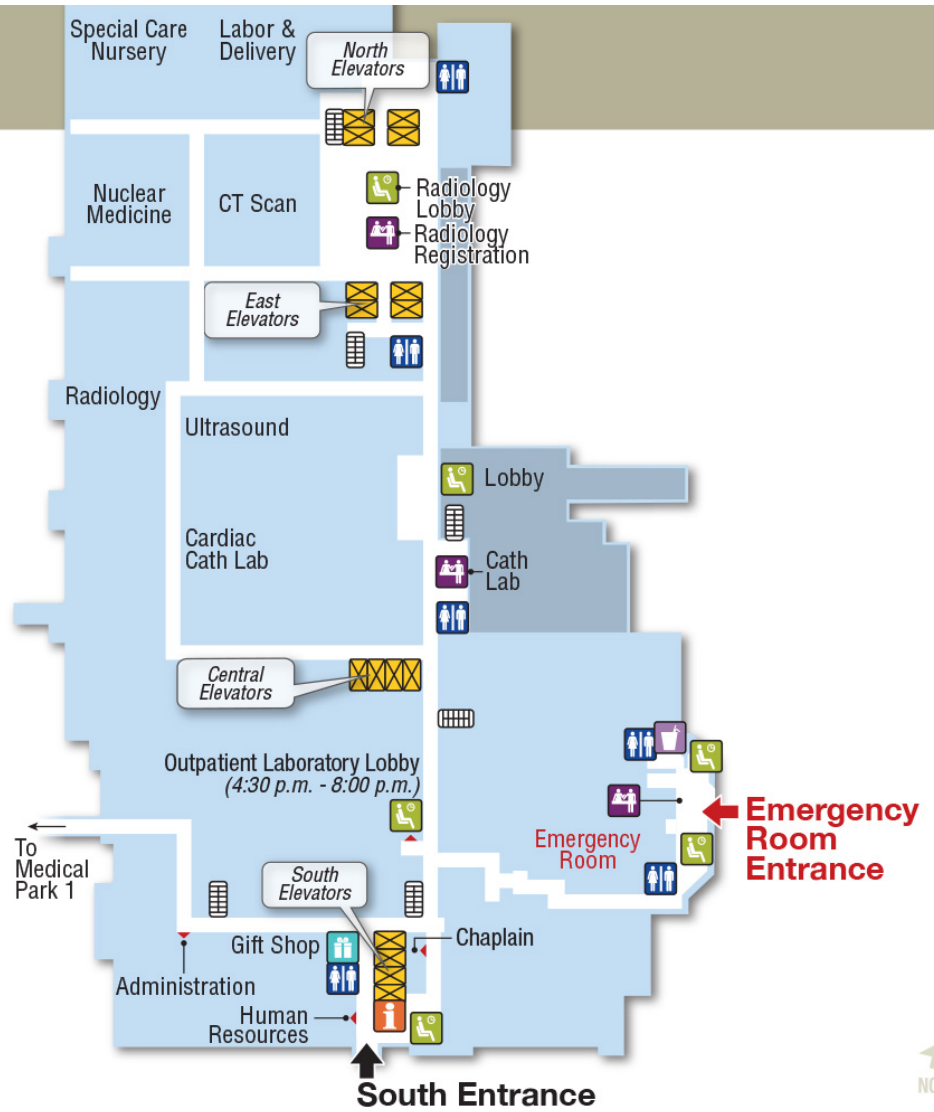 Special Care
Nursery
Labor &
Delivery
North
Elevators
Nuclear
Medicine
CT Scan
Radiology
Lobby
Radiology
Registration
East
Elevators
Radiology
Ultrasound
Lobby
Cardiac
Cath Lab
Cath
Lab
Central
Elevators
Outpatient Laboratory Lobby
(4:30 p.m. - 8:00 p.m.)
Emergency
Room
Emergency
Room
Entrance
To
Medical
Park 1
South
Elevators
Gift Shop
Chaplain
Administration
Human
Resources
South Entrance